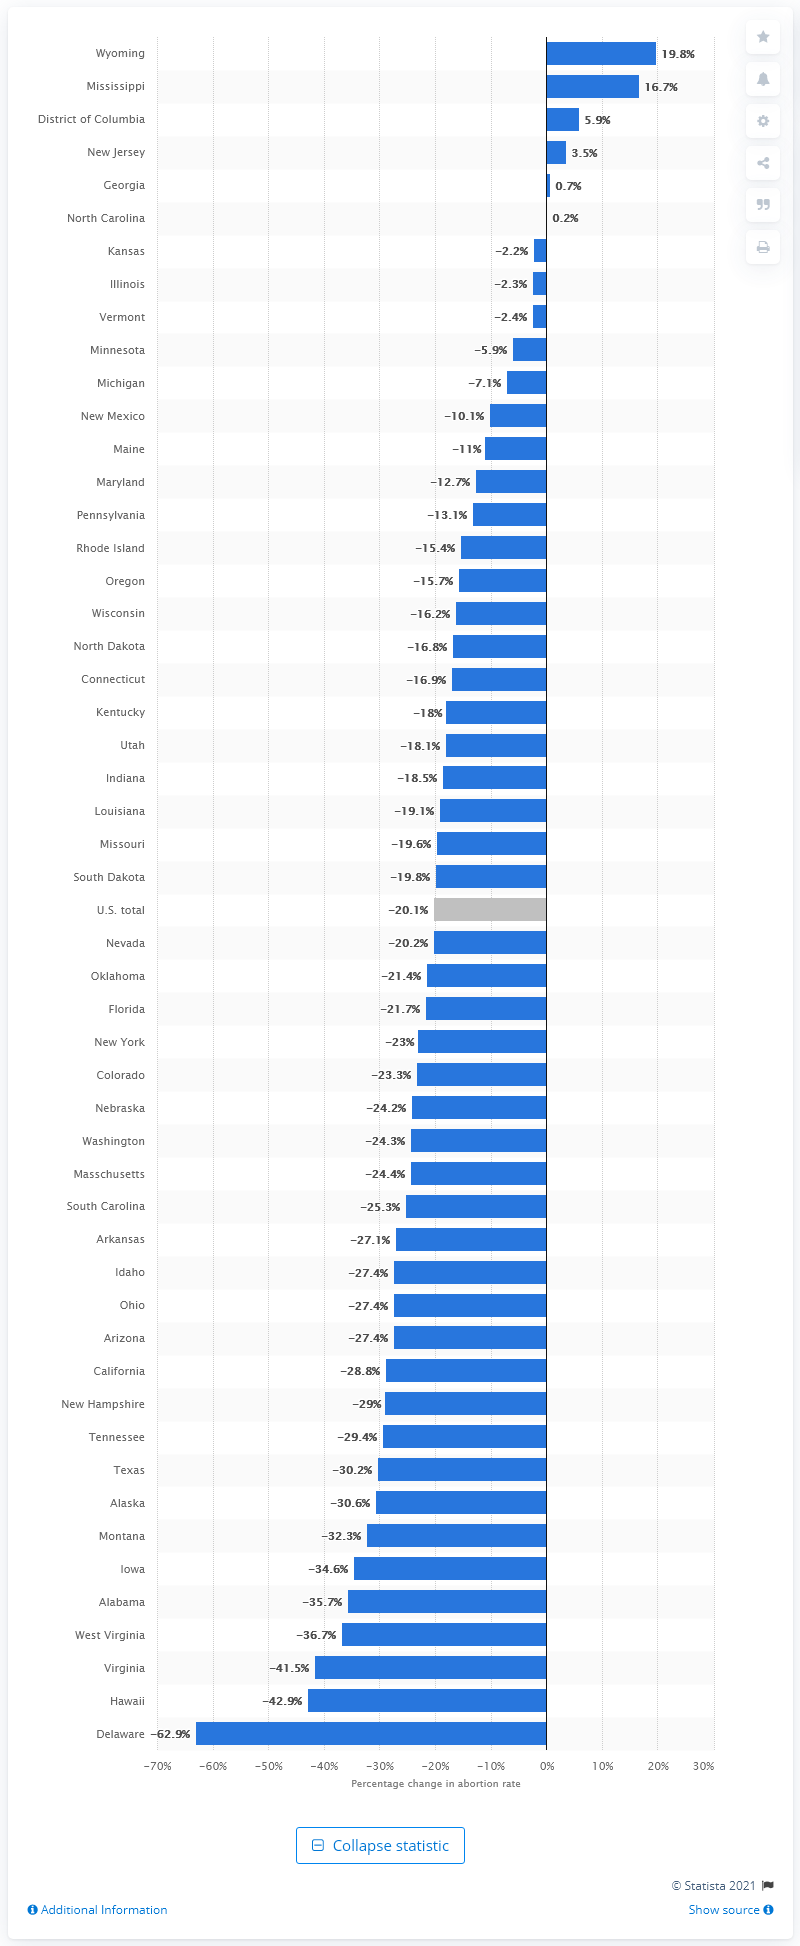 Wyoming 19.8%
Mississippi 16.7%
District of Columbia 5.9%
New Jersey 3.5%
Georgia 0.7%
North Carolina 0.2%
Kansas −2.2%
Illinois −2.3%
Vermont −2.4%
Minnesota −5.9%
Michigan −7.1%
New Mexico −10.1%
Maine −11%
Maryland −12.7%
Pennsylvania −13.1%
Rhode Island −15.4%
Oregon −15.7%
Wisconsin −16.2%
North Dakota −16.8%
Connecticut −16.9%
Kentucky −18%
Utah −18.1%
Indiana −18.5%
Louisiana −19.1%
Missouri −19.6%
South Dakota −19.8%
U.S. total −20.1%
Nevada −20.2%
Oklahoma −21.4%
Florida −21.7%
New York −23%
Colorado −23.3%
Nebraska −24.2%
Washington −24.3%
Masschusetts −24.4%
South Carolina −25.3%
Arkansas −27.1%
Idaho −27.4%
Ohio −27.4%
Arizona −27.4%
California −28.8%
New Hampshire −29%
Tennessee −29.4%
Texas −30.2%
Alaska −30.6%
Montana −32.3%
Iowa −34.6%
Alabama −35.7%
West Virginia −36.7%
Virginia −41.5%
Hawaii −42.9%
Delaware −62.9%
−70% −60% −50% −40% −30% −20% −10% 0% 10% 20% 30%
Percentage change in abortion rate
Collapse statistic
© Statista 2021
Additional Information Show source